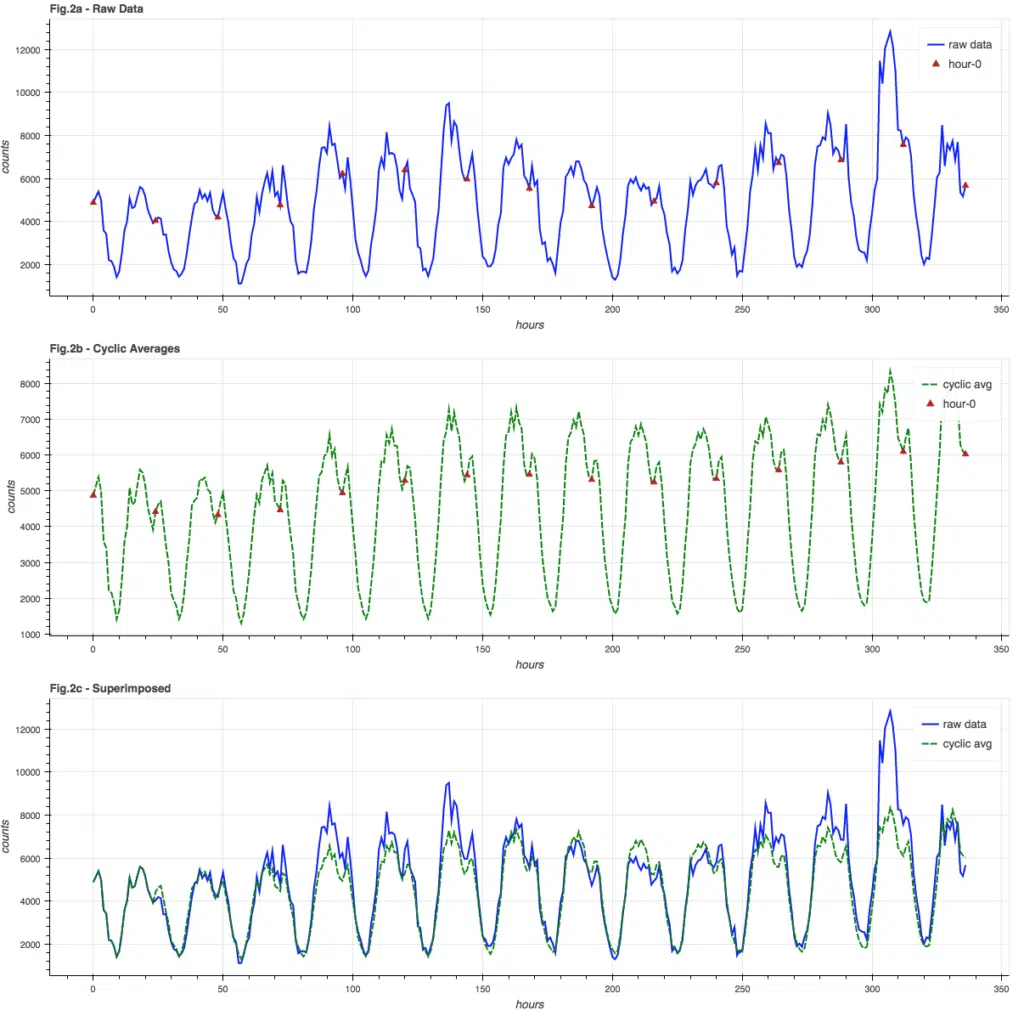 Fig.2a - Raw Data
12000
10000
8000
6000
4000
2000
counts
raw data
hour-0
0 50 100 150 200 250 300 350
hours
Fig.2b - Cyclic Averages
8000
7000
6000
5000
4000
3000
2000
1000
counts
cyclic avg
hour-0
0 50 100 150 200 250 300 350
hours
Fig.2c - Superimposed
12000
10000
8000
6000
4000
2000
counts
raw data
cyclic avg
0 50 100 150 200 250 300 350
hours